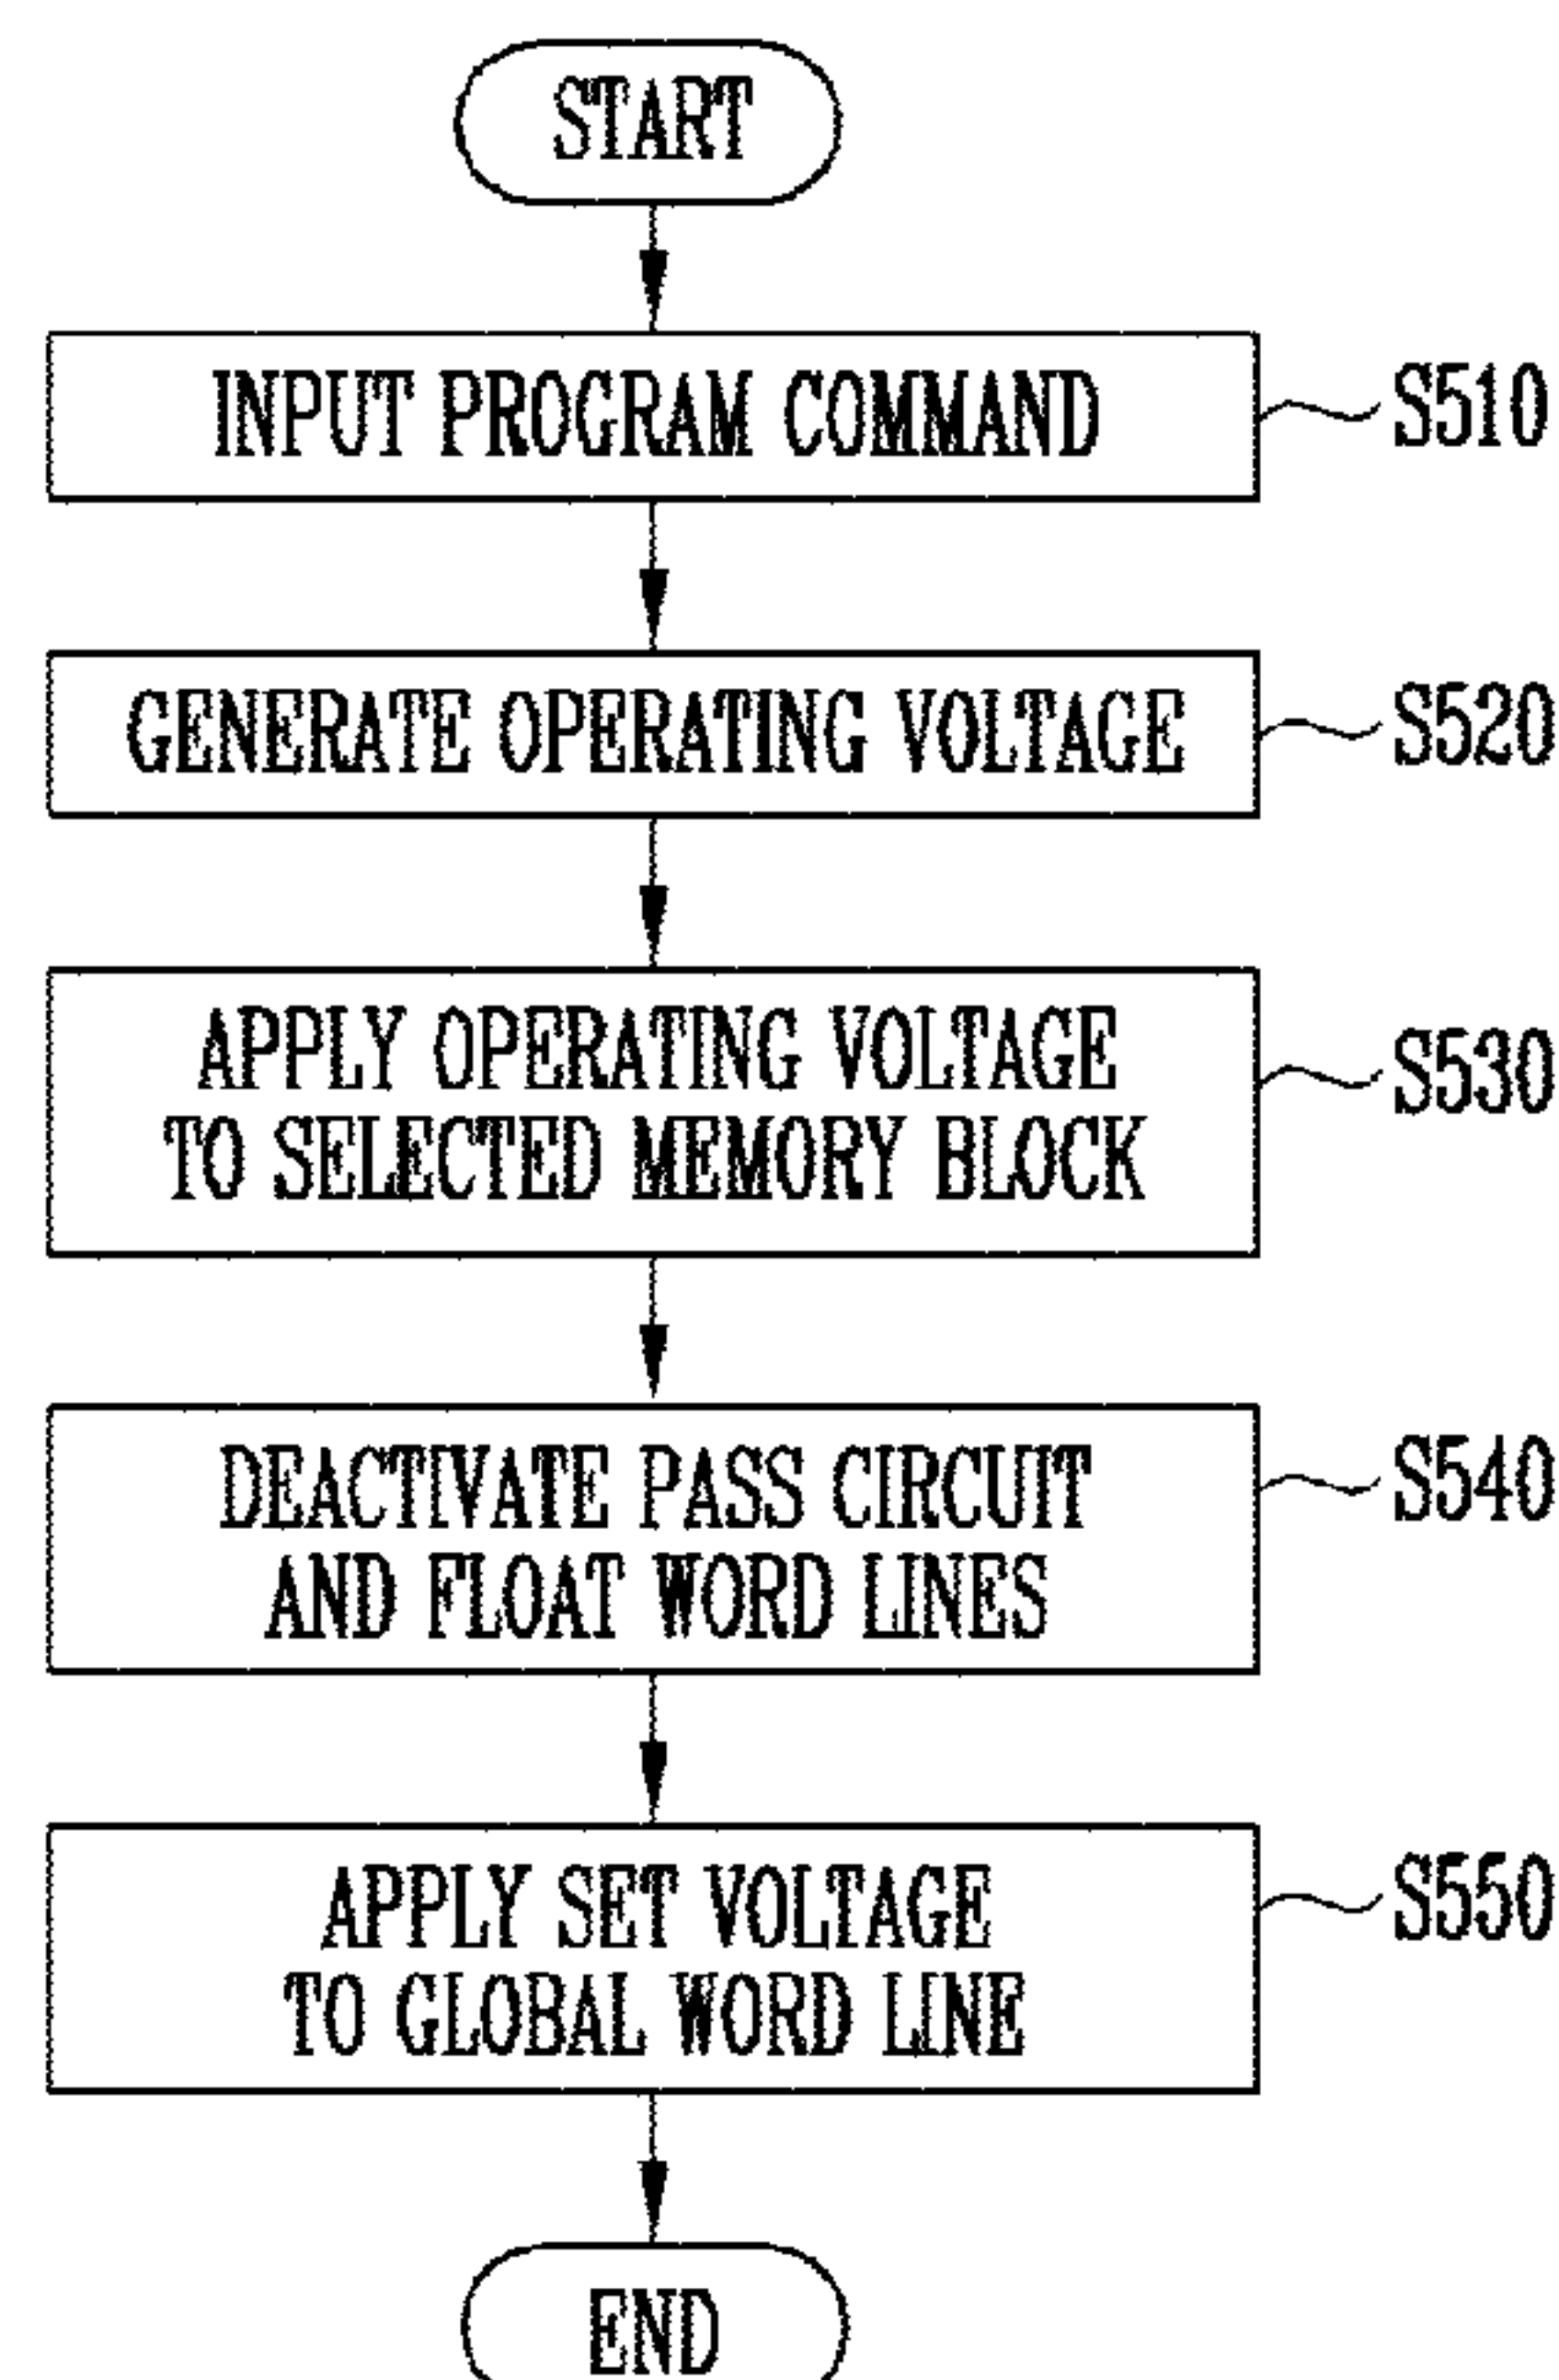 START
INPUT PROGRAM COMMAND
S510
GENERATE OPERATING VOLTAGE
S520
APPLY OPERATING VOLTAGE
TO SELECTED MEMORY BLOCK
S530
DEACTIVATE PASS CIRCUIT
AND FLOAT WORD LINES
S540
APPLY SET VOLTAGE
TO GLOBAL WORD LINE
S550
END